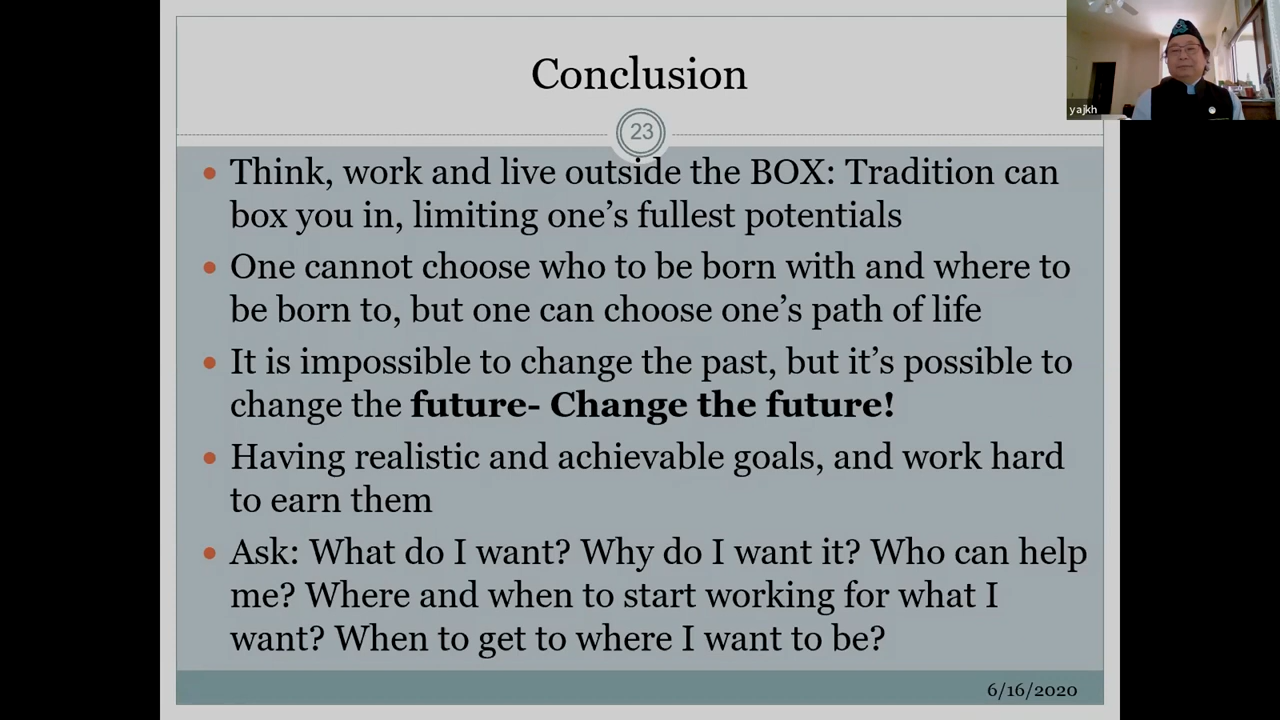 Conclusion
yajkh
23
Think, work and live outside the BOX: Tradition can
box you in, limiting one’s fullest potentials
One cannot choose who to be born with and where to
be born to, but one can choose one’s path of life
It is impossible to change the past, but it’s possible to
change the future- Change the future!
Having realistic and achievable goals, and work hard
to earn them
Ask: What do I want? Why do I want it? Who can help
me? Where and when to start working for what I
want? When to get to where I want to be?
6/16/2020